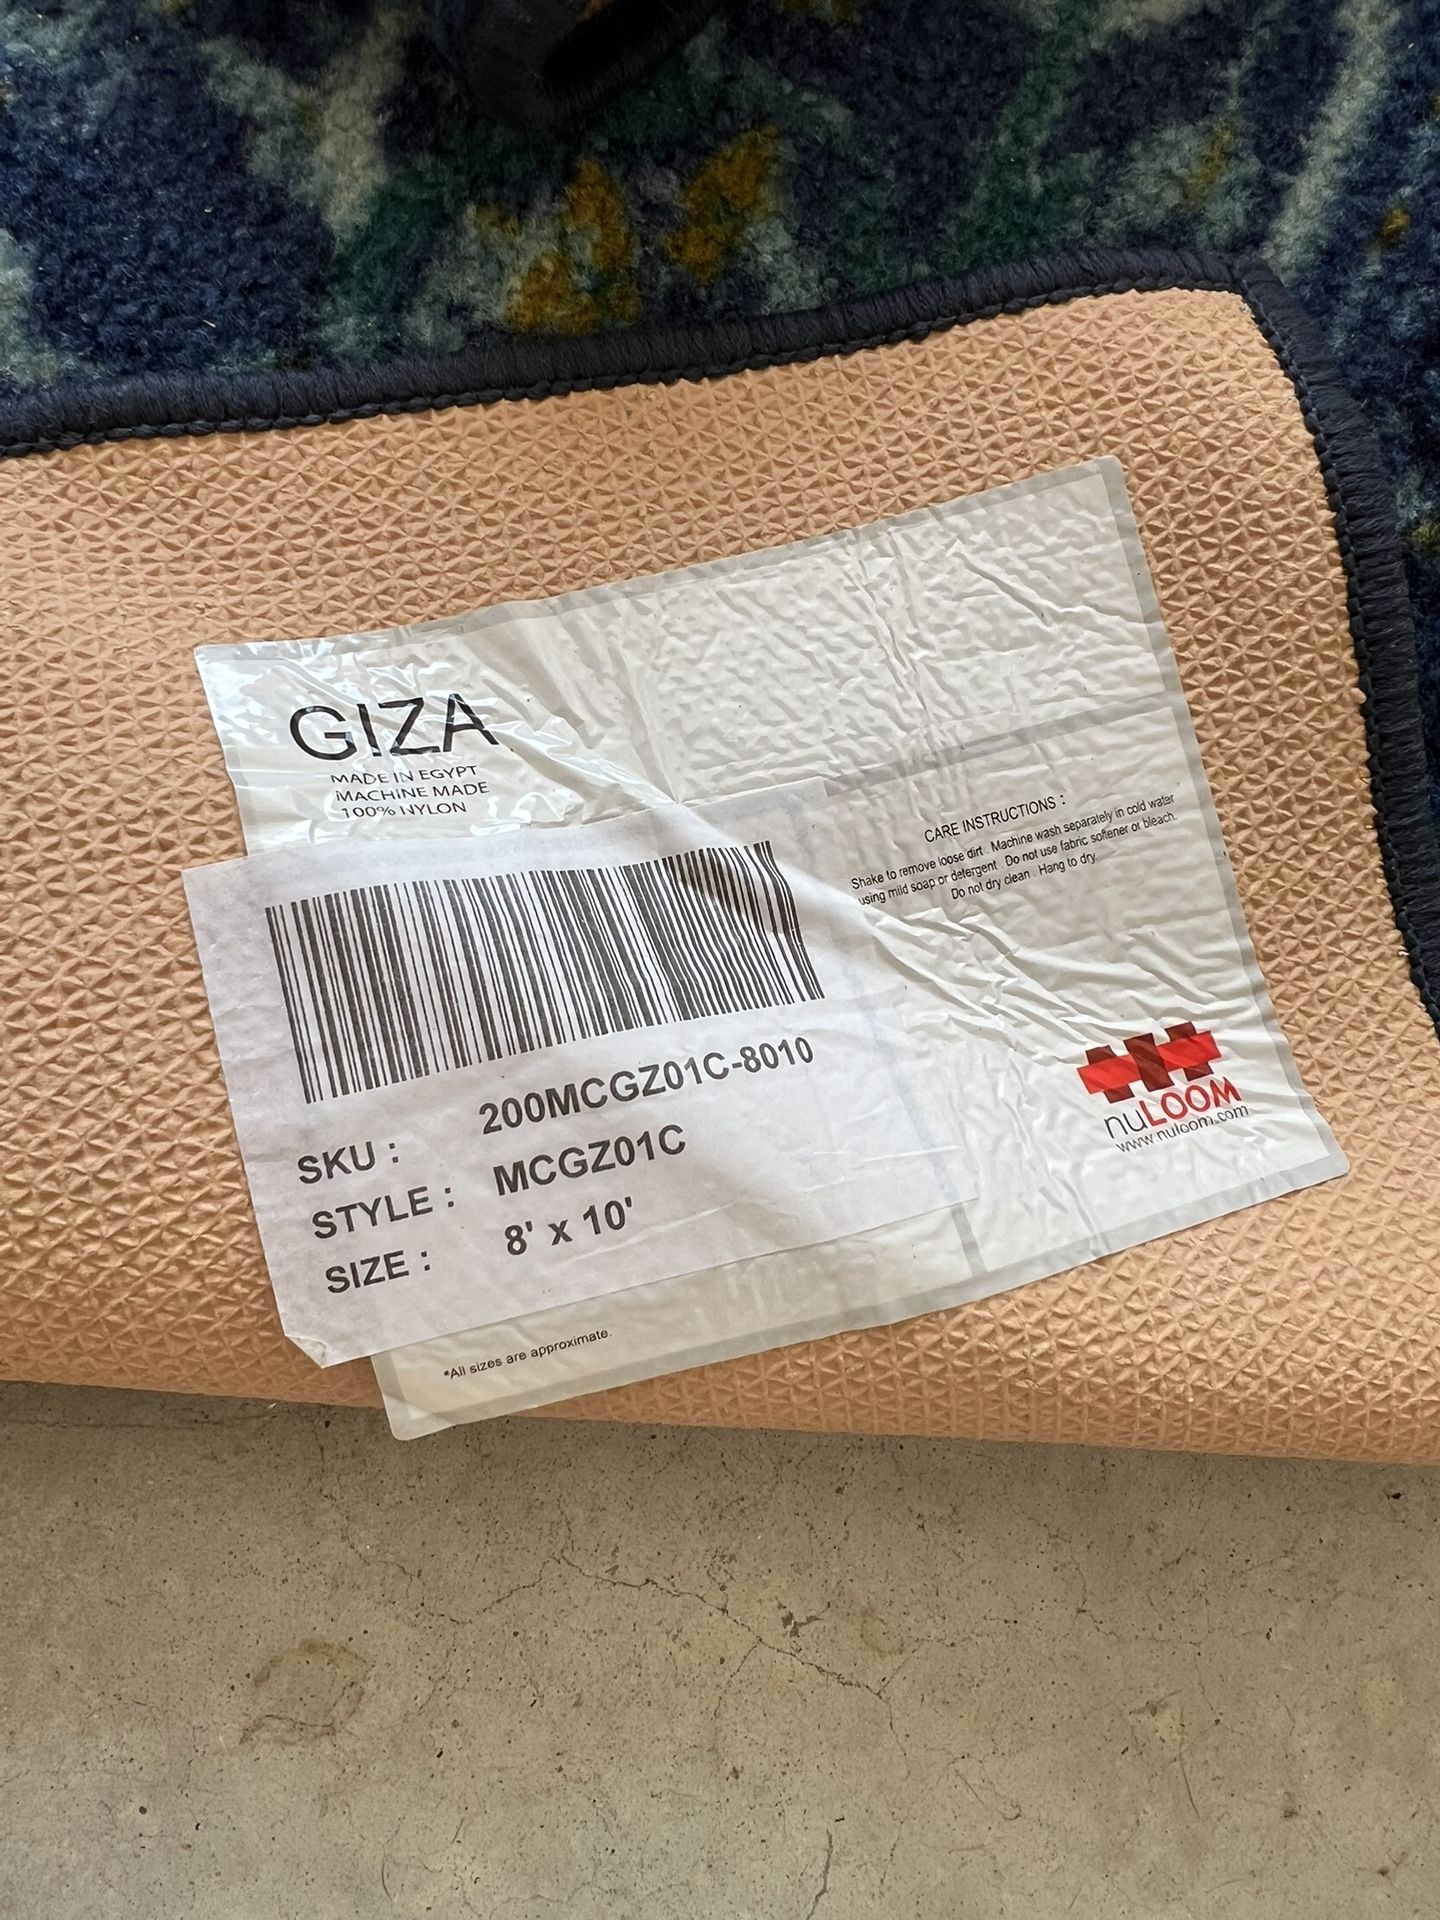 GIZA
MADE IN EGYPT
MACHINE MADE
100% NYLON
CARE INSTRUCTIONS :
Shake to remove loose dirt . Machine wash separately in cold water
using mild soap or detergent . Do not use fabric softener or bleach.
Do not dry clean . Hang to dry.
SKU : 200MCGZ01C-8010
STYLE : MCGZ01C
SIZE : 8' x 10'
nuLOOM
www.nuloom.com
*All sizes are approximate.